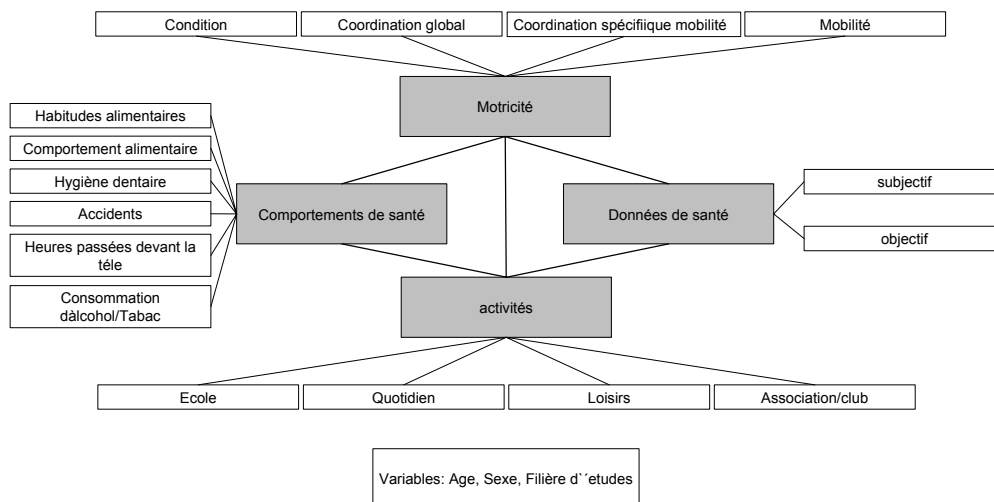 Condition
Coordination global
Coordination spécifiique mobilité
Mobilité
Motricité
Habitudes alimentaires
Comportement alimentaire
Hygiène dentaire
Accidents
Heures passées devant la
téle
Consommation
dàlcohol/Tabac
Comportements de santé
Données de santé
subjectif
objectif
activités
Ecole
Quotidien
Loisirs
Association/club
Variables: Age, Sexe, Filière d``etudes